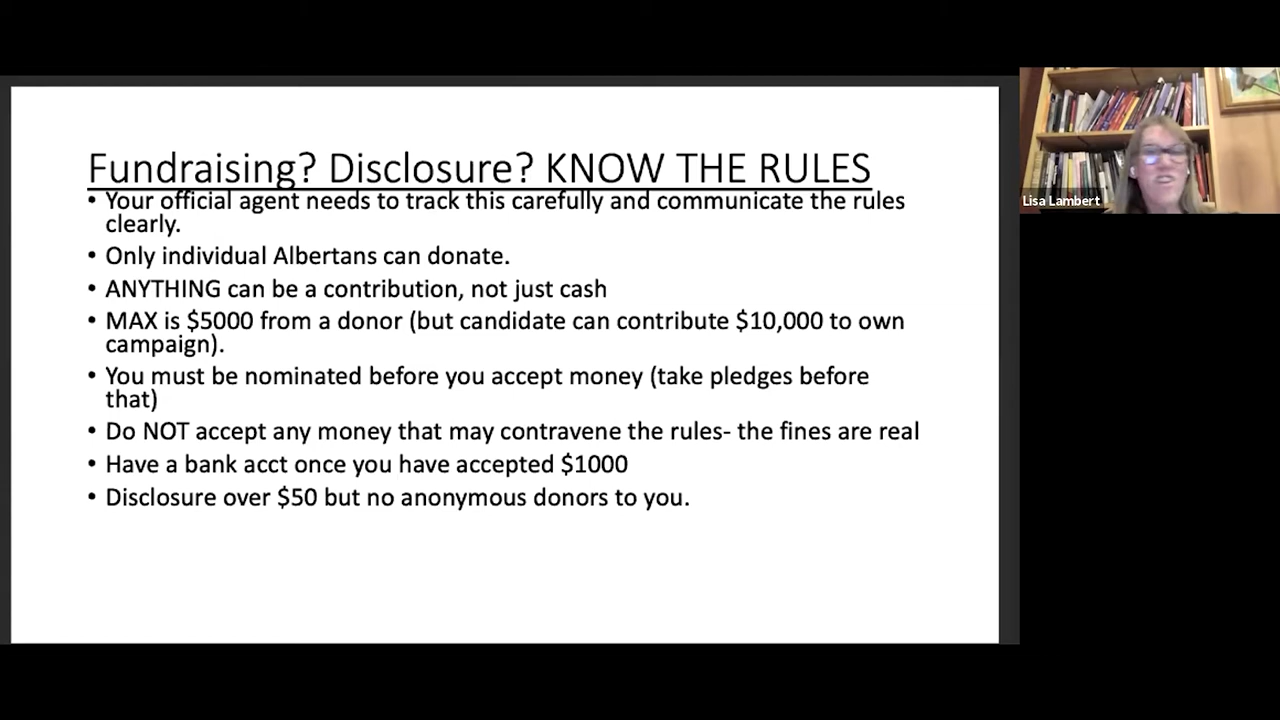 Fundraising? Disclosure? KNOW THE RULES
• Your official agent needs to track this carefully and communicate the rules
clearly.
• Only individual Albertans can donate.
• ANYTHING can be a contribution, not just cash
• MAX is $5000 from a donor (but candidate can contribute $10,000 to own
campaign).
• You must be nominated before you accept money (take pledges before
that)
• Do NOT accept any money that may contravene the rules- the fines are real
• Have a bank acct once you have accepted $1000
• Disclosure over $50 but no anonymous donors to you.
Lisa Lambert